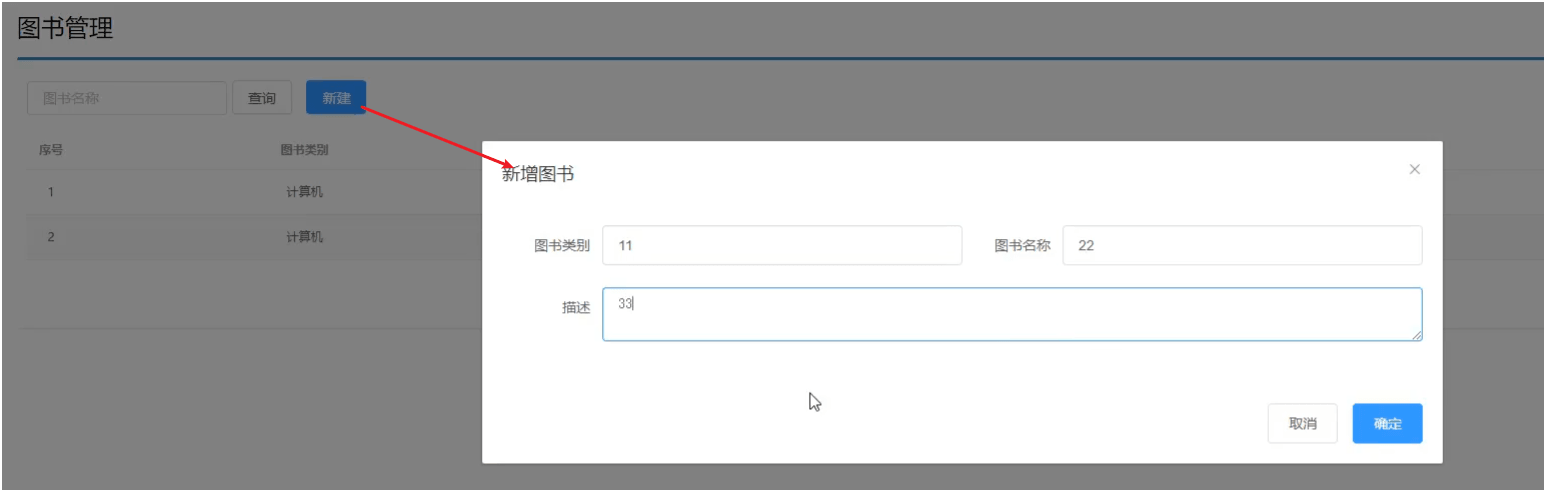 图书管理
图书名称 查询 新建
序号 图书类别
新增图书
1 计算机
图书类别 11 图书名称 22
2 计算机
描述 33
取消 确定